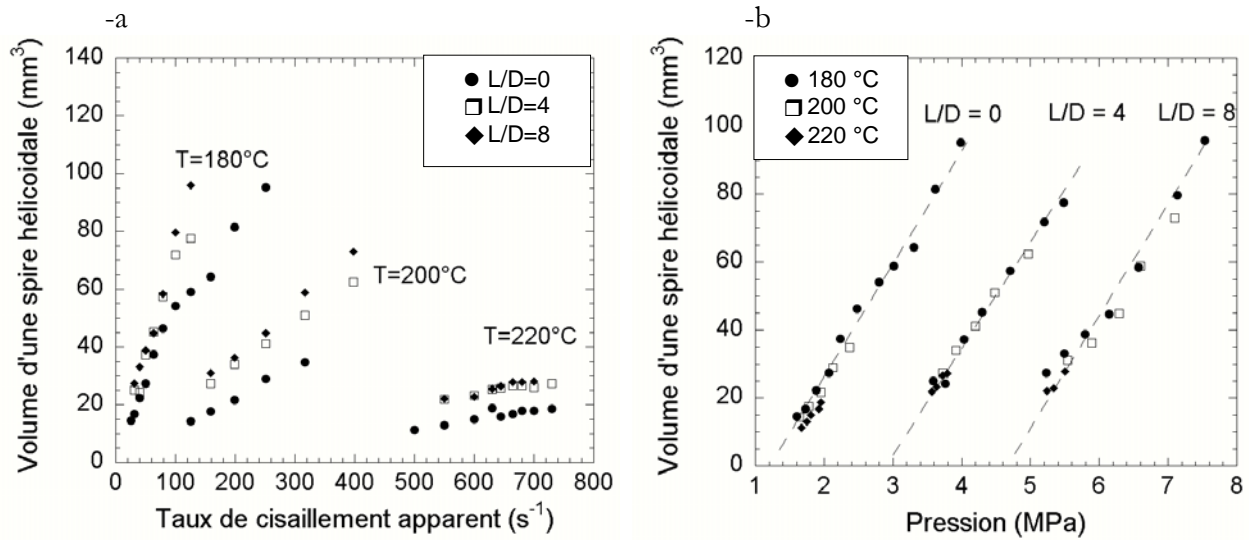 -a
Volume d'une spire hélicoidale (mm³)
140
120
100
80
60
40
20
0
L/D=0
L/D=4
L/D=8
T=180°C
T=200°C
T=220°C
0 100 200 300 400 500 600 700 800
Taux de cisaillement apparent (s⁻¹)
-b
Volume d'une spire hélicoidale (mm³)
120
100
80
60
40
20
0
180 °C
200 °C
220 °C
L/D = 0
L/D = 4
L/D = 8
1 2 3 4 5 6 7 8
Pression (MPa)